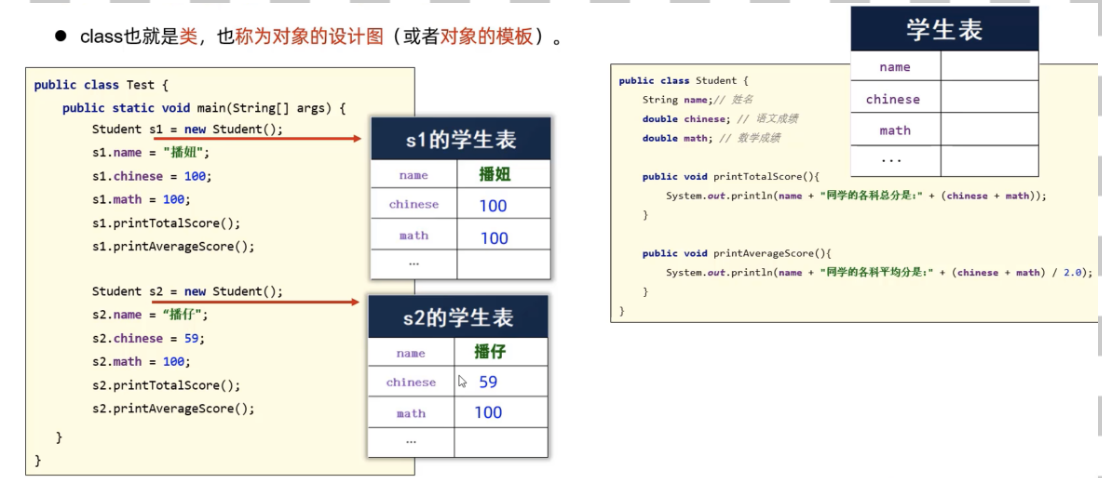 ● class也就是类，也称为对象的设计图（或者对象的模板）。
public class Test {
public static void main(String[] args) {
Student s1 = new Student();
s1.name = "播妞";
s1.chinese = 100;
s1.math = 100;
s1.printTotalScore();
s1.printAverageScore();
Student s2 = new Student();
s2.name = “播仔";
s2.chinese = 59;
s2.math = 100;
s2.printTotalScore();
s2.printAverageScore();
}
}
s1的学生表
name 播妞
chinese 100
math 100
...
s2的学生表
name 播仔
chinese 59
math 100
...
学生表
name
chinese
math
...
public class Student {
String name;// 姓名
double chinese; // 语文成绩
double math; // 数学成绩
public void printTotalScore(){
System.out.println(name + "同学的各科总分是:" + (chinese + math));
}
public void printAverageScore(){
System.out.println(name + "同学的各科平均分是:" + (chinese + math) / 2.0);
}
}